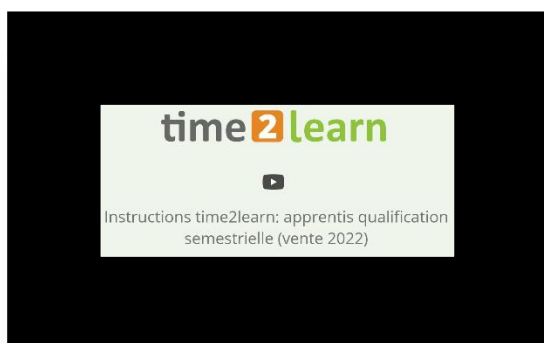 time2learn
Instructions time2learn: apprentis qualification
semestrielle (vente 2022)